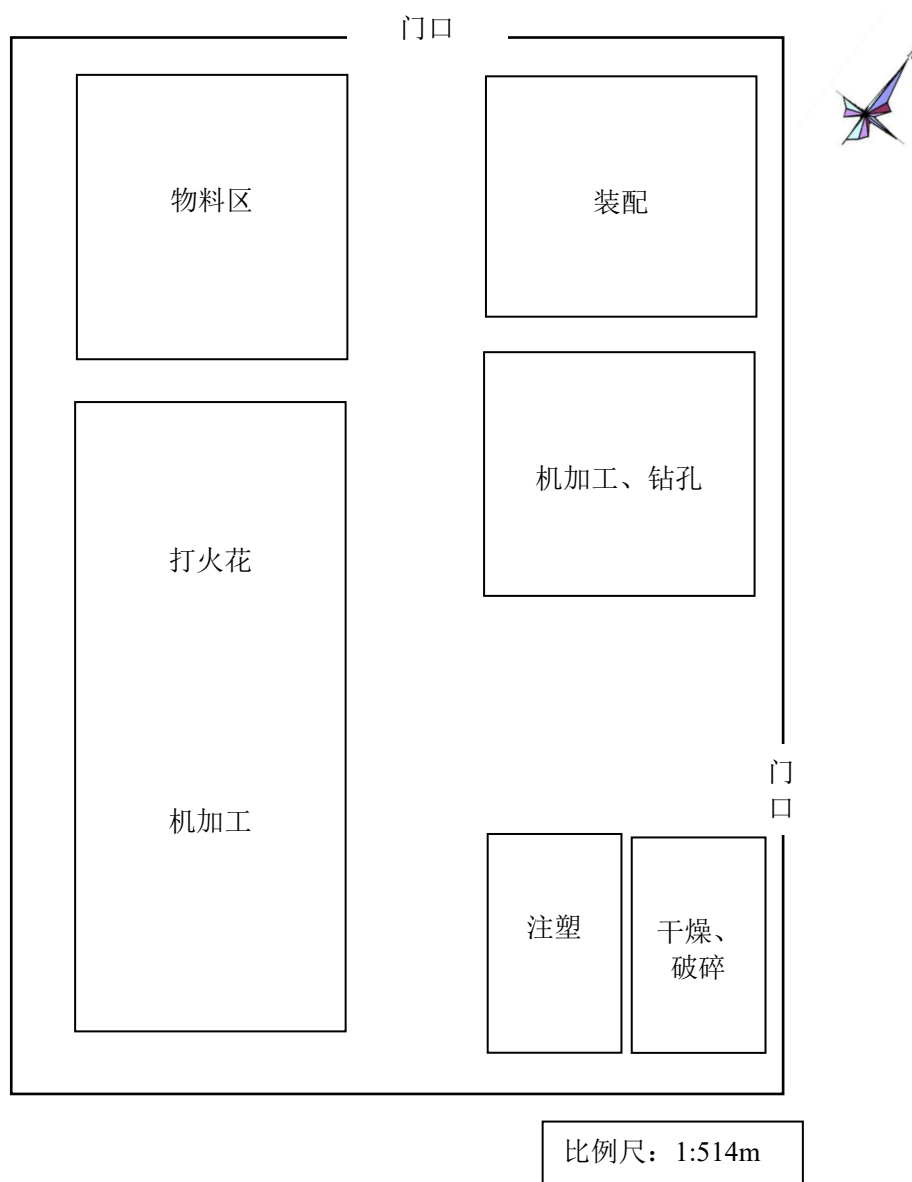 门口
物料区
装配
机加工、钻孔
打火花
机加工
门
口
注塑
干燥、
破碎
比例尺：1:514m